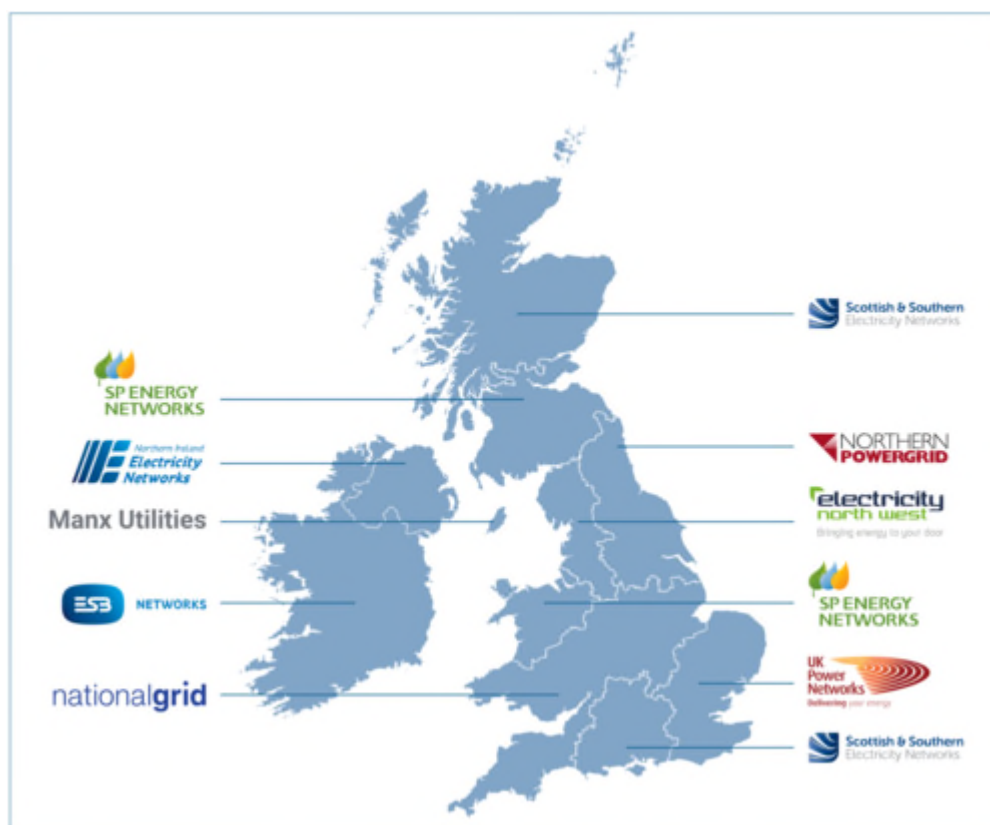 Scottish & Southern
Electricity Networks
SP ENERGY
NETWORKS
Northern Ireland
Electricity
Networks
NORTHERN
POWERGRID
Manx Utilities
electricity
north west
Bringing energy to your door
ESB NETWORKS
SP ENERGY
NETWORKS
nationalgrid
UK
Power
Networks
Delivering your energy
Scottish & Southern
Electricity Networks